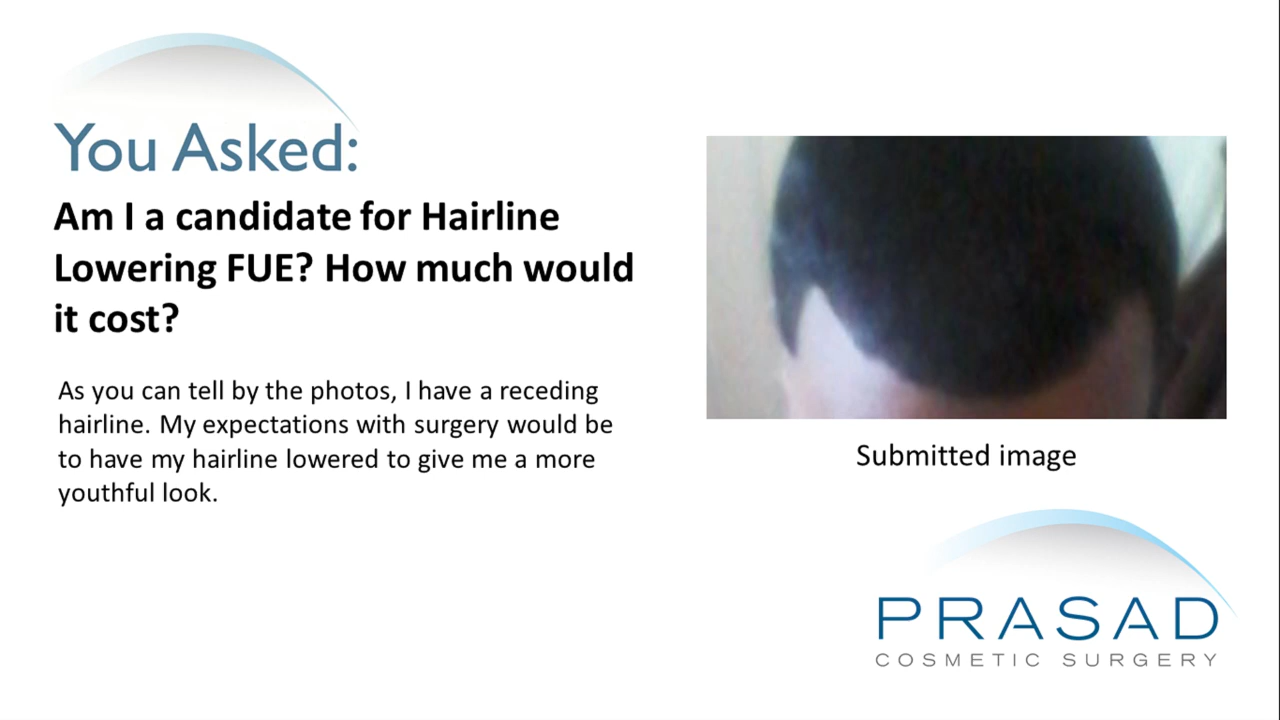 You Asked:
Am I a candidate for Hairline
Lowering FUE? How much would
it cost?
As you can tell by the photos, I have a receding
hairline. My expectations with surgery would be
to have my hairline lowered to give me a more
youthful look.
Submitted image
PRASAD
COSMETIC SURGERY